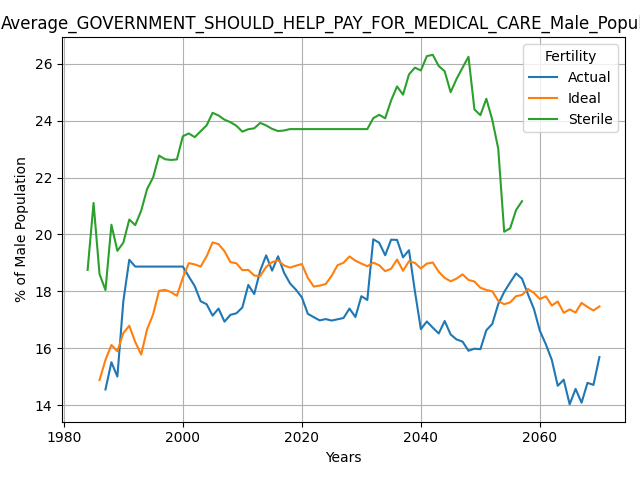 Average_GOVERNMENT_SHOULD_HELP_PAY_FOR_MEDICAL_CARE_Male_Popul
Fertility
Actual
Ideal
Sterile
% of Male Population
26
24
22
20
18
16
14
1980
2000
2020
2040
2060
Years